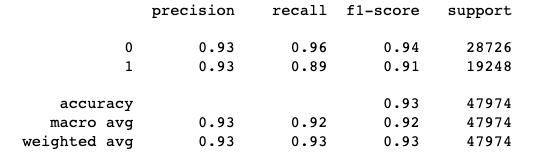 precision recall f1-score support
0 0.93 0.96 0.94 28726
1 0.93 0.89 0.91 19248
accuracy 0.93 47974
macro avg 0.93 0.92 0.92 47974
weighted avg 0.93 0.93 0.93 47974